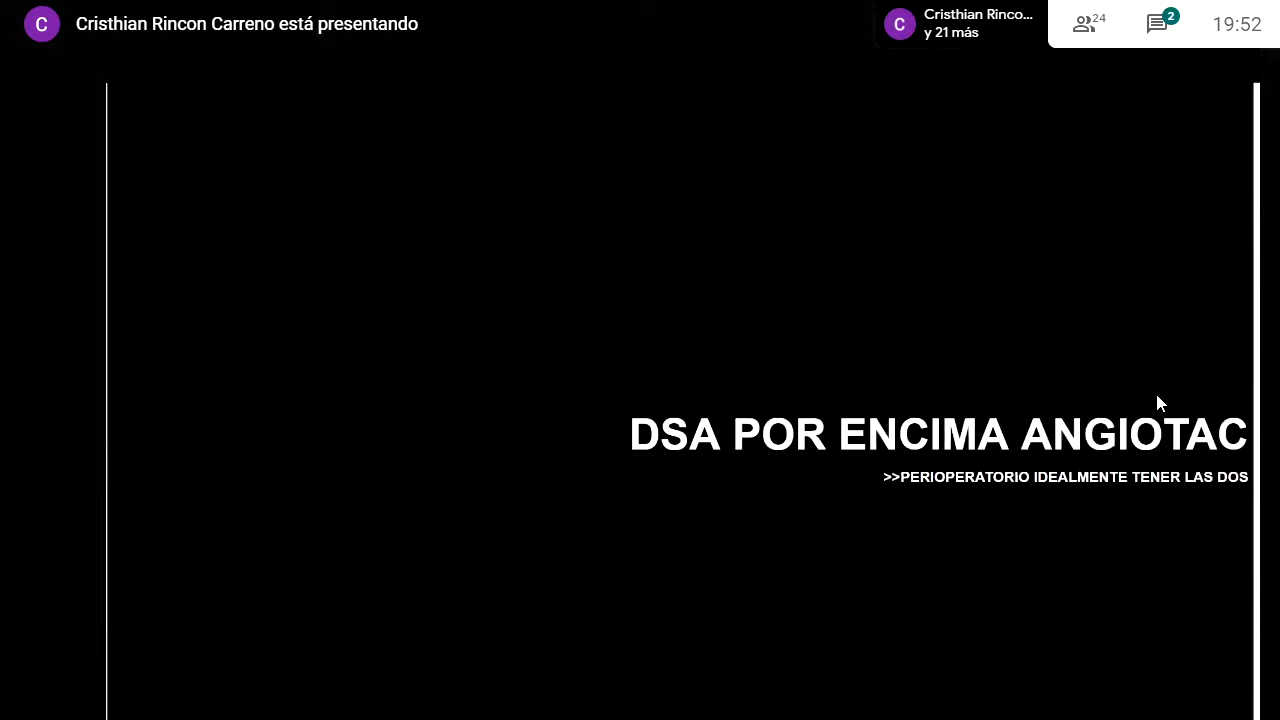 C
Cristhian Rincon Carreno está presentando
C
Cristhian Rinco...
y 21 más
24
2
19:52
DSA POR ENCIMA ANGIOTAC
>>PERIOPERATORIO IDEALMENTE TENER LAS DOS